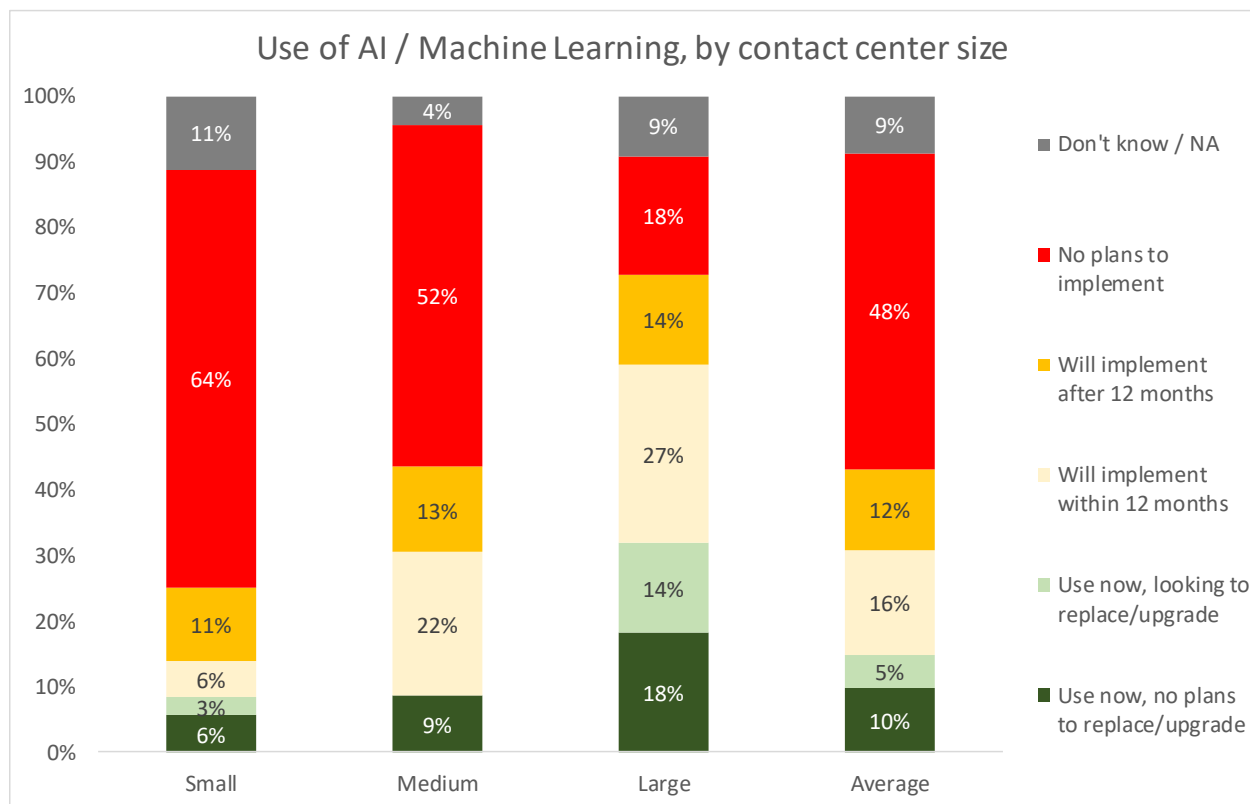 Use of AI / Machine Learning, by contact center size
100%
90%
80%
70%
60%
50%
40%
30%
20%
10%
0%
11%
64%
11%
6%
3%
6%
4%
52%
13%
22%
9%
9%
18%
14%
27%
14%
18%
9%
48%
12%
16%
5%
10%
Small
Medium
Large
Average
Don't know / NA
No plans to
implement
Will implement
after 12 months
Will implement
within 12 months
Use now, looking to
replace/upgrade
Use now, no plans
to replace/upgrade